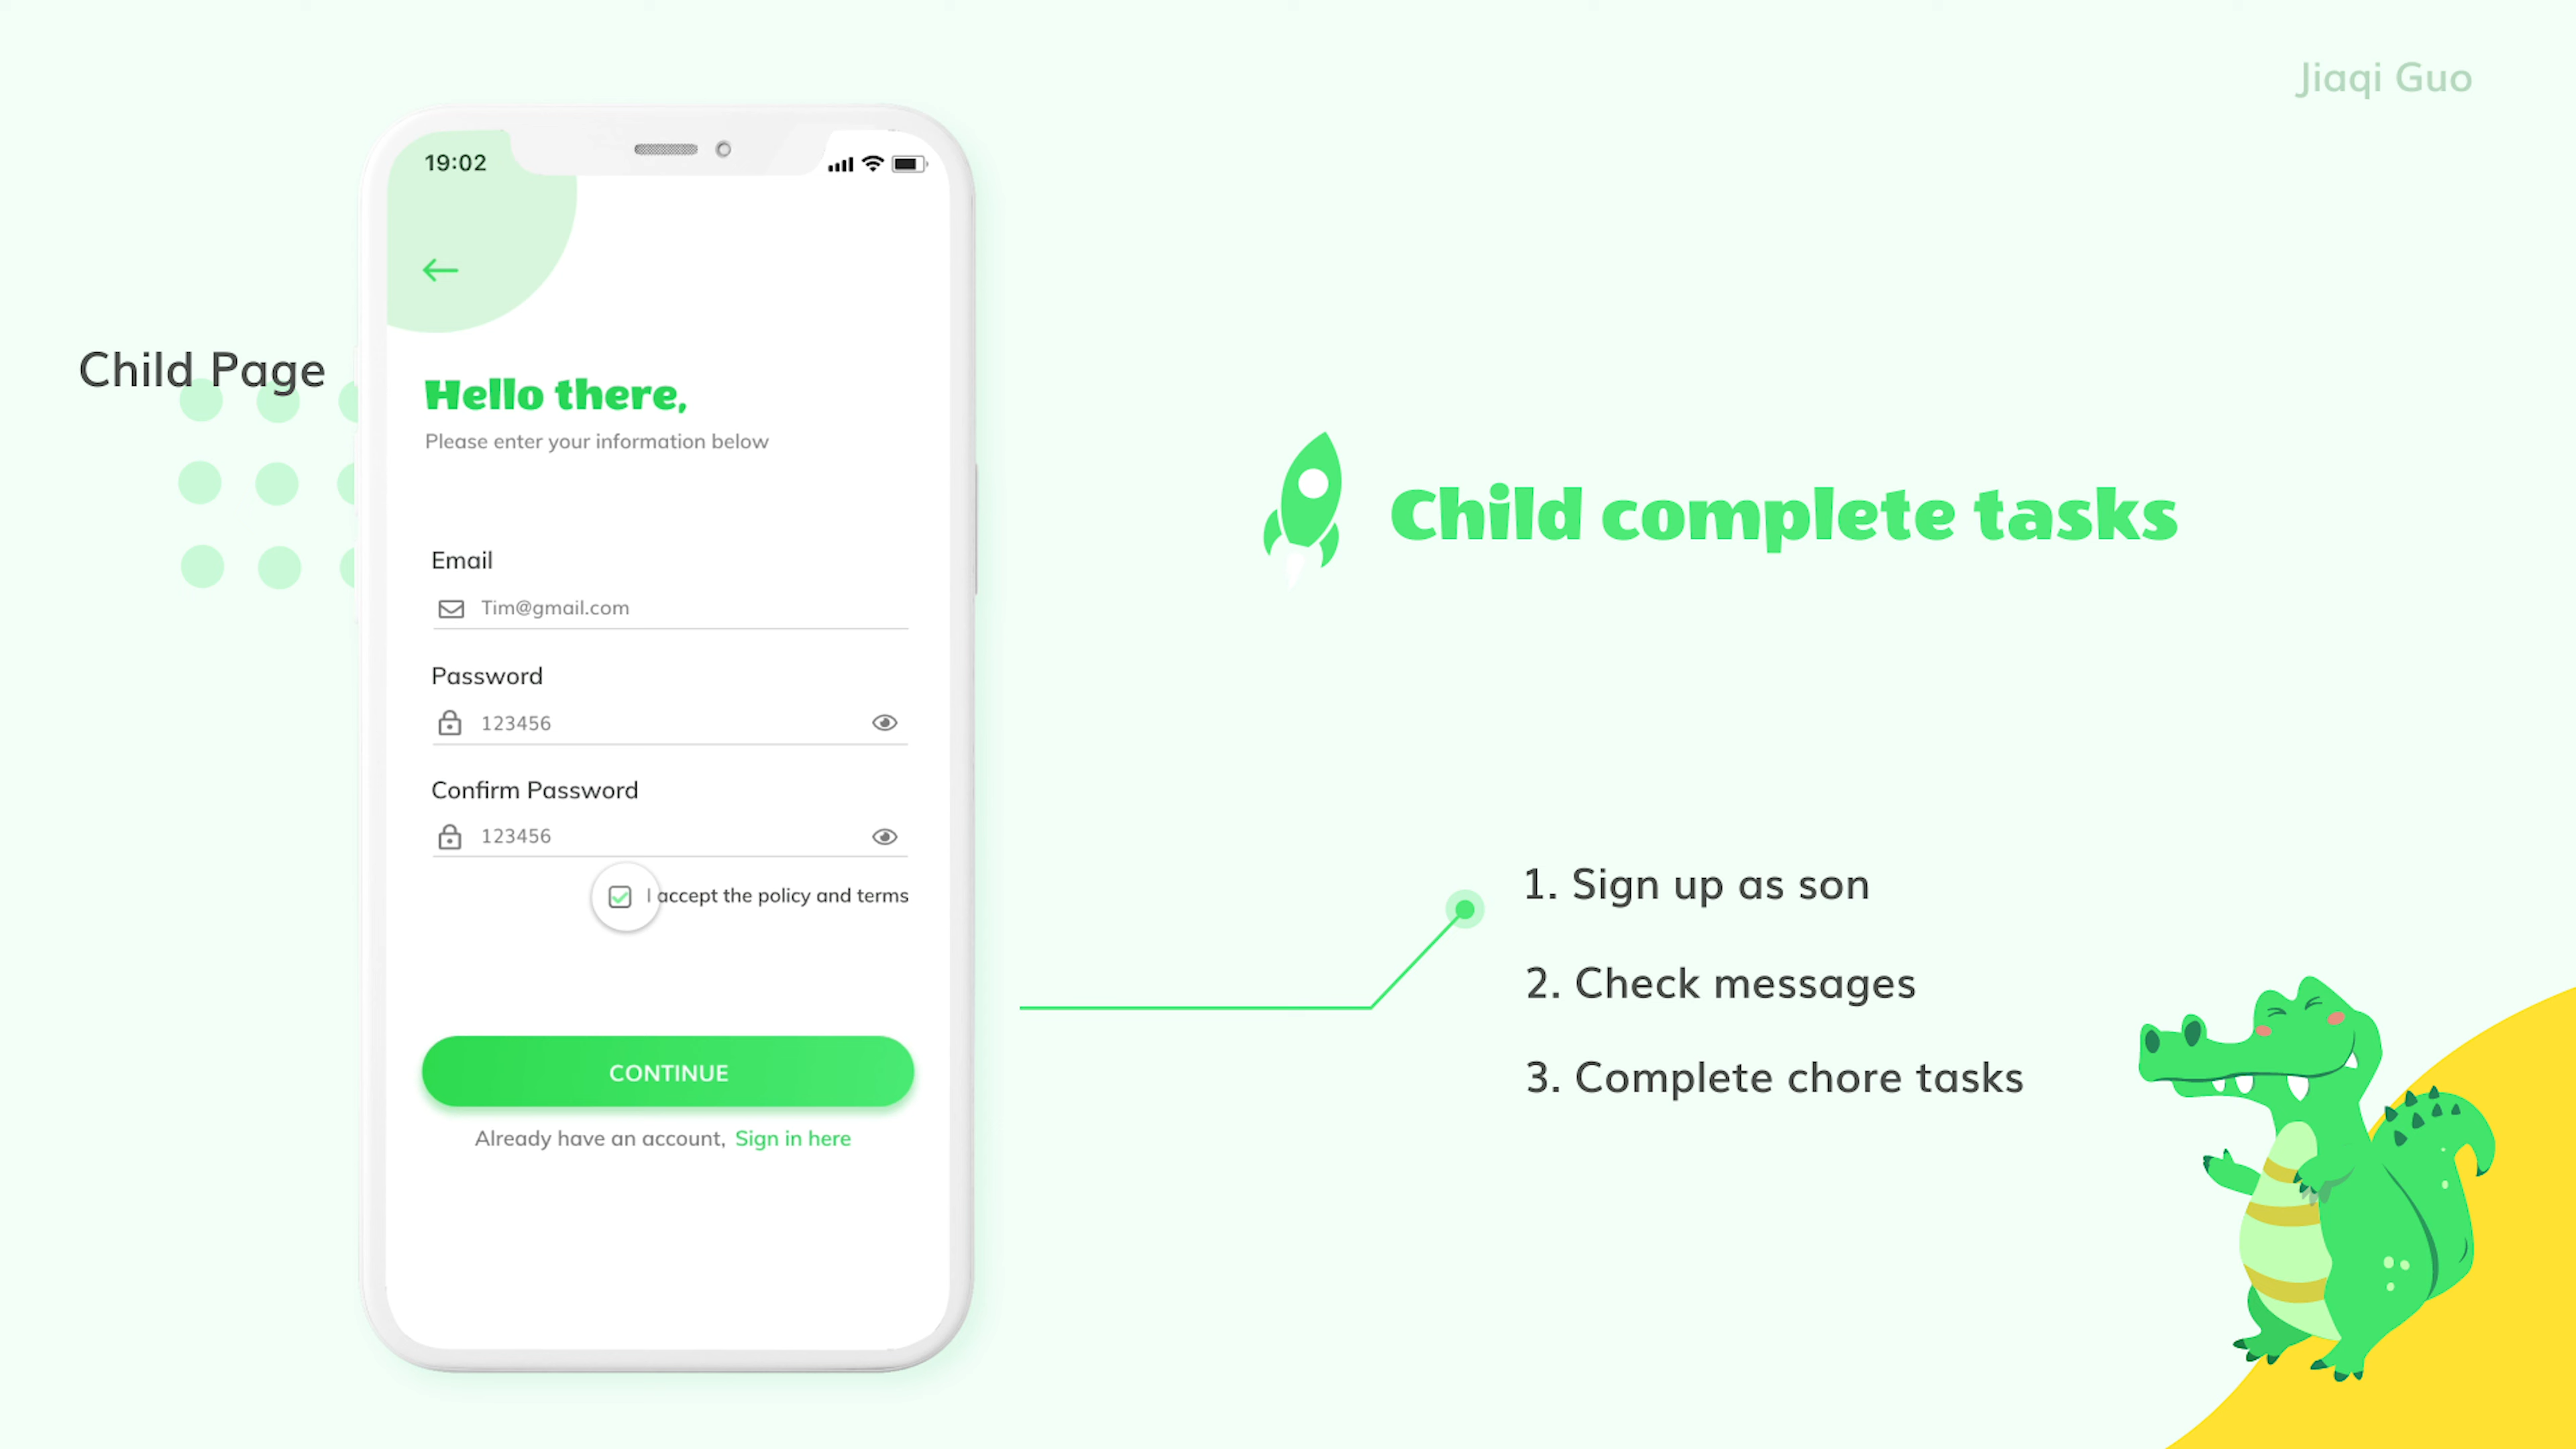 Jiaqi Guo
19:02
Child Page
Hello there,
Please enter your information below
Email
Tim@gmail.com
Password
123456
Confirm Password
123456
I accept the policy and terms
CONTINUE
Already have an account, Sign in here
Child complete tasks
1. Sign up as son
2. Check messages
3. Complete chore tasks